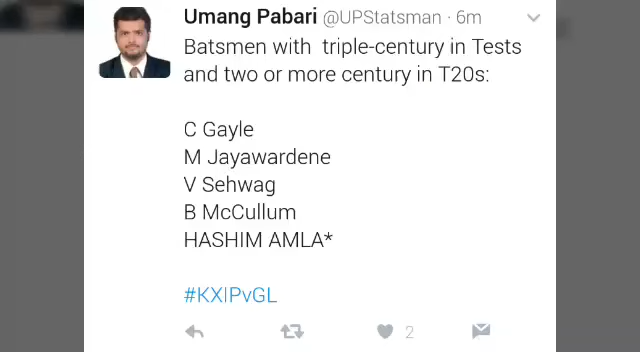 Umang Pabari @UPStatsman · 6m
Batsmen with triple-century in Tests
and two or more century in T20s:
C Gayle
M Jayawardene
V Sehwag
B McCullum
HASHIM AMLA*
#KXIPvGL
2